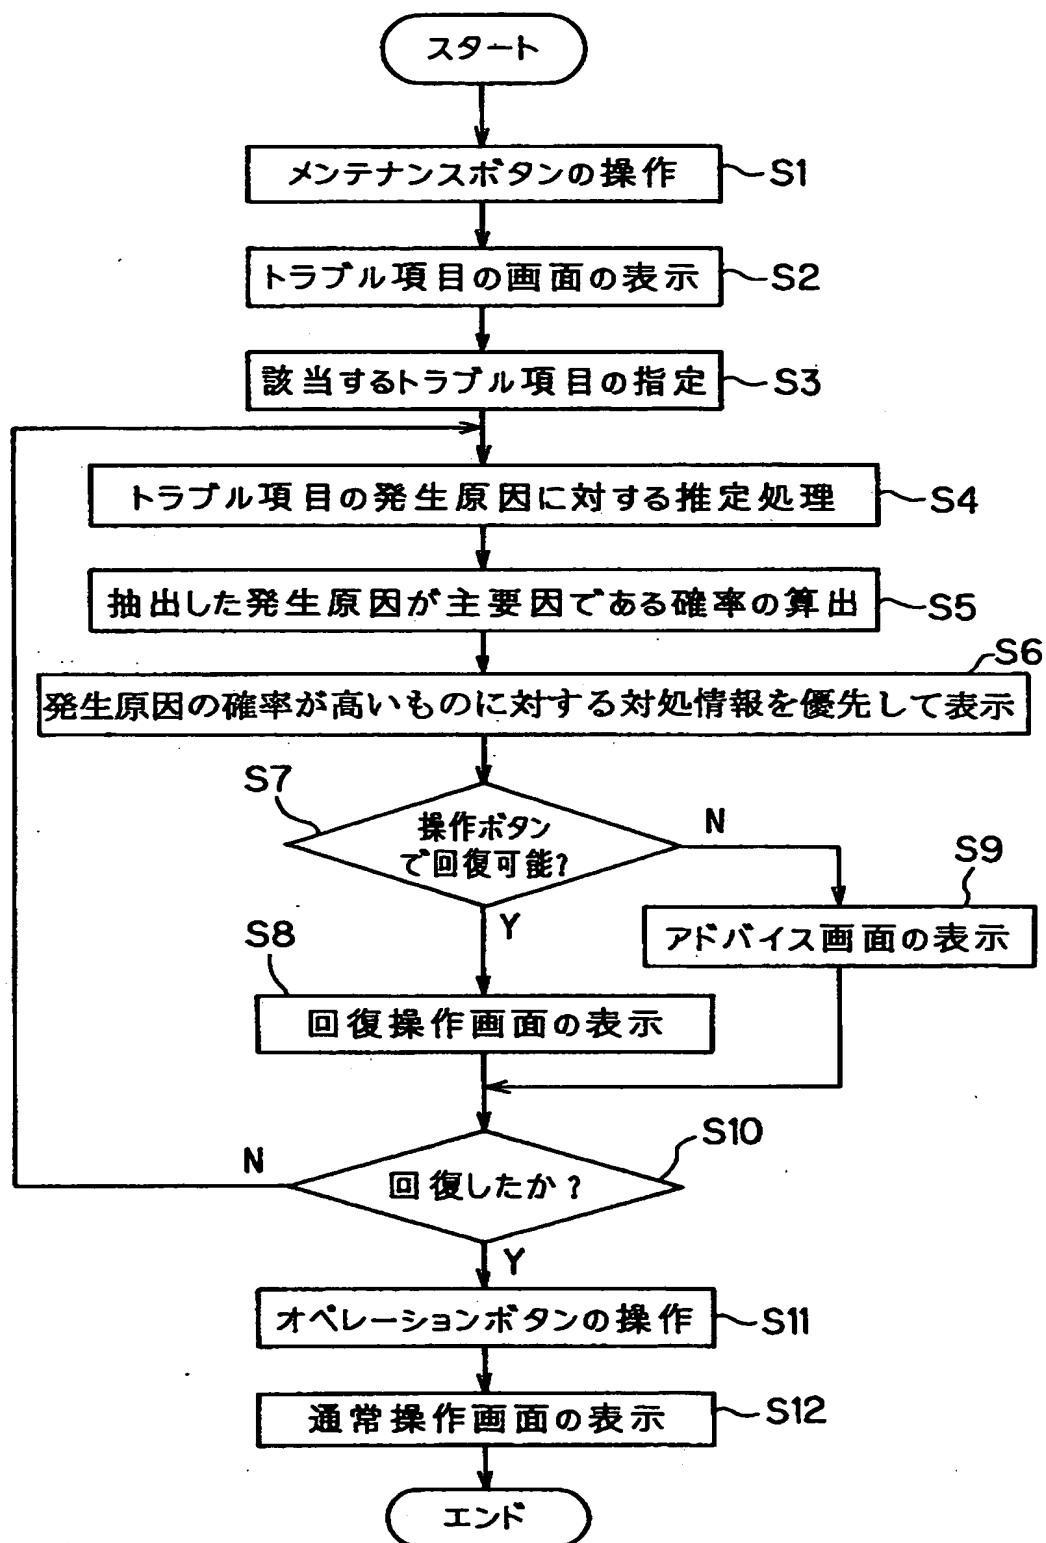 スタート
メンテナンスボタンの操作
S1
トラブル項目の画面の表示
S2
該当するトラブル項目の指定
S3
トラブル項目の発生原因に対する推定処理
S4
抽出した発生原因が主要因である確率の算出
S5
S6
発生原因の確率が高いものに対する対処情報を優先して表示
S7
操作ボタン
で回復可能?
N
Y
S9
アドバイス画面の表示
S8
回復操作画面の表示
S10
回復したか?
N
Y
オペレーションボタンの操作
S11
通常操作画面の表示
S12
エンド